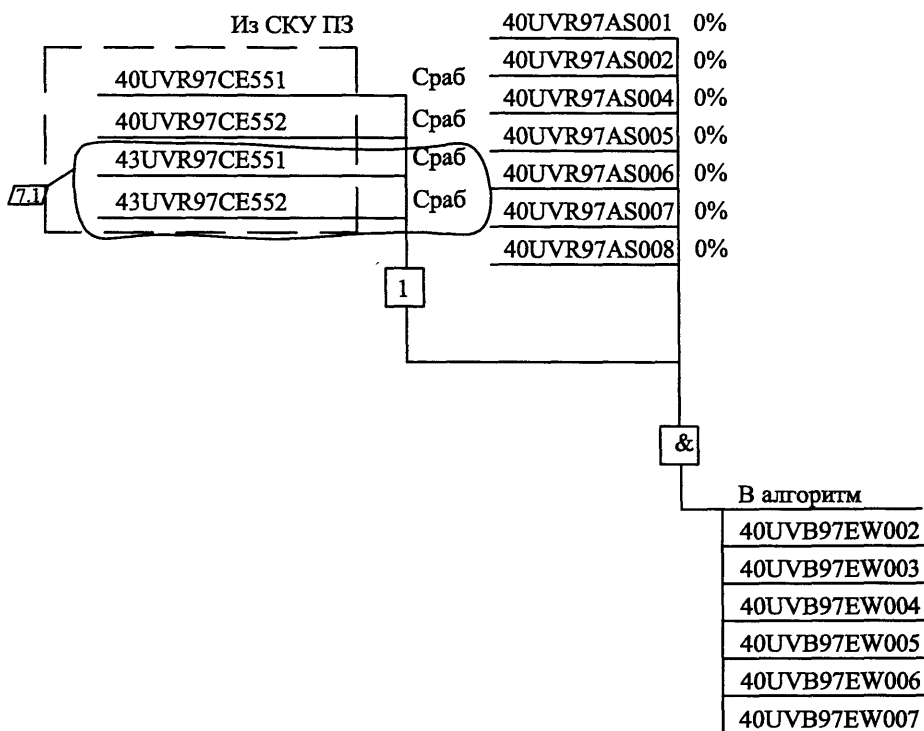 Из СКУ ПЗ
40UVR97CE551 Сраб
40UVR97CE552 Сраб
43UVR97CE551 Сраб
43UVR97CE552 Сраб
7.1
1
40UVR97AS001 0%
40UVR97AS002 0%
40UVR97AS004 0%
40UVR97AS005 0%
40UVR97AS006 0%
40UVR97AS007 0%
40UVR97AS008 0%
&
В алгоритм
40UVB97EW002
40UVB97EW003
40UVB97EW004
40UVB97EW005
40UVB97EW006
40UVB97EW007